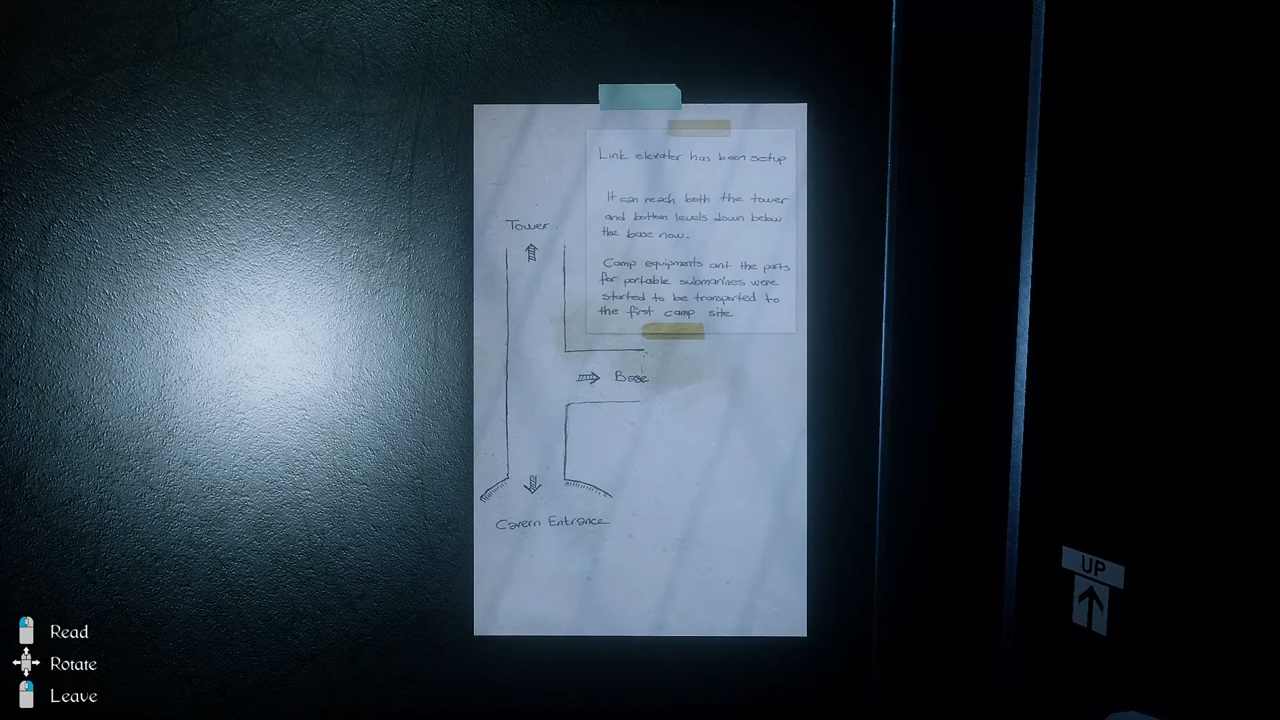 Link elevator has been setup
It can reach both the tower
and bottom levels down below
the base now.
Camp equipments ant the parts
for portable submarines were
started to be transported to
the first camp site
Tower
Base
Cavern Entrance
UP
Read
Rotate
Leave